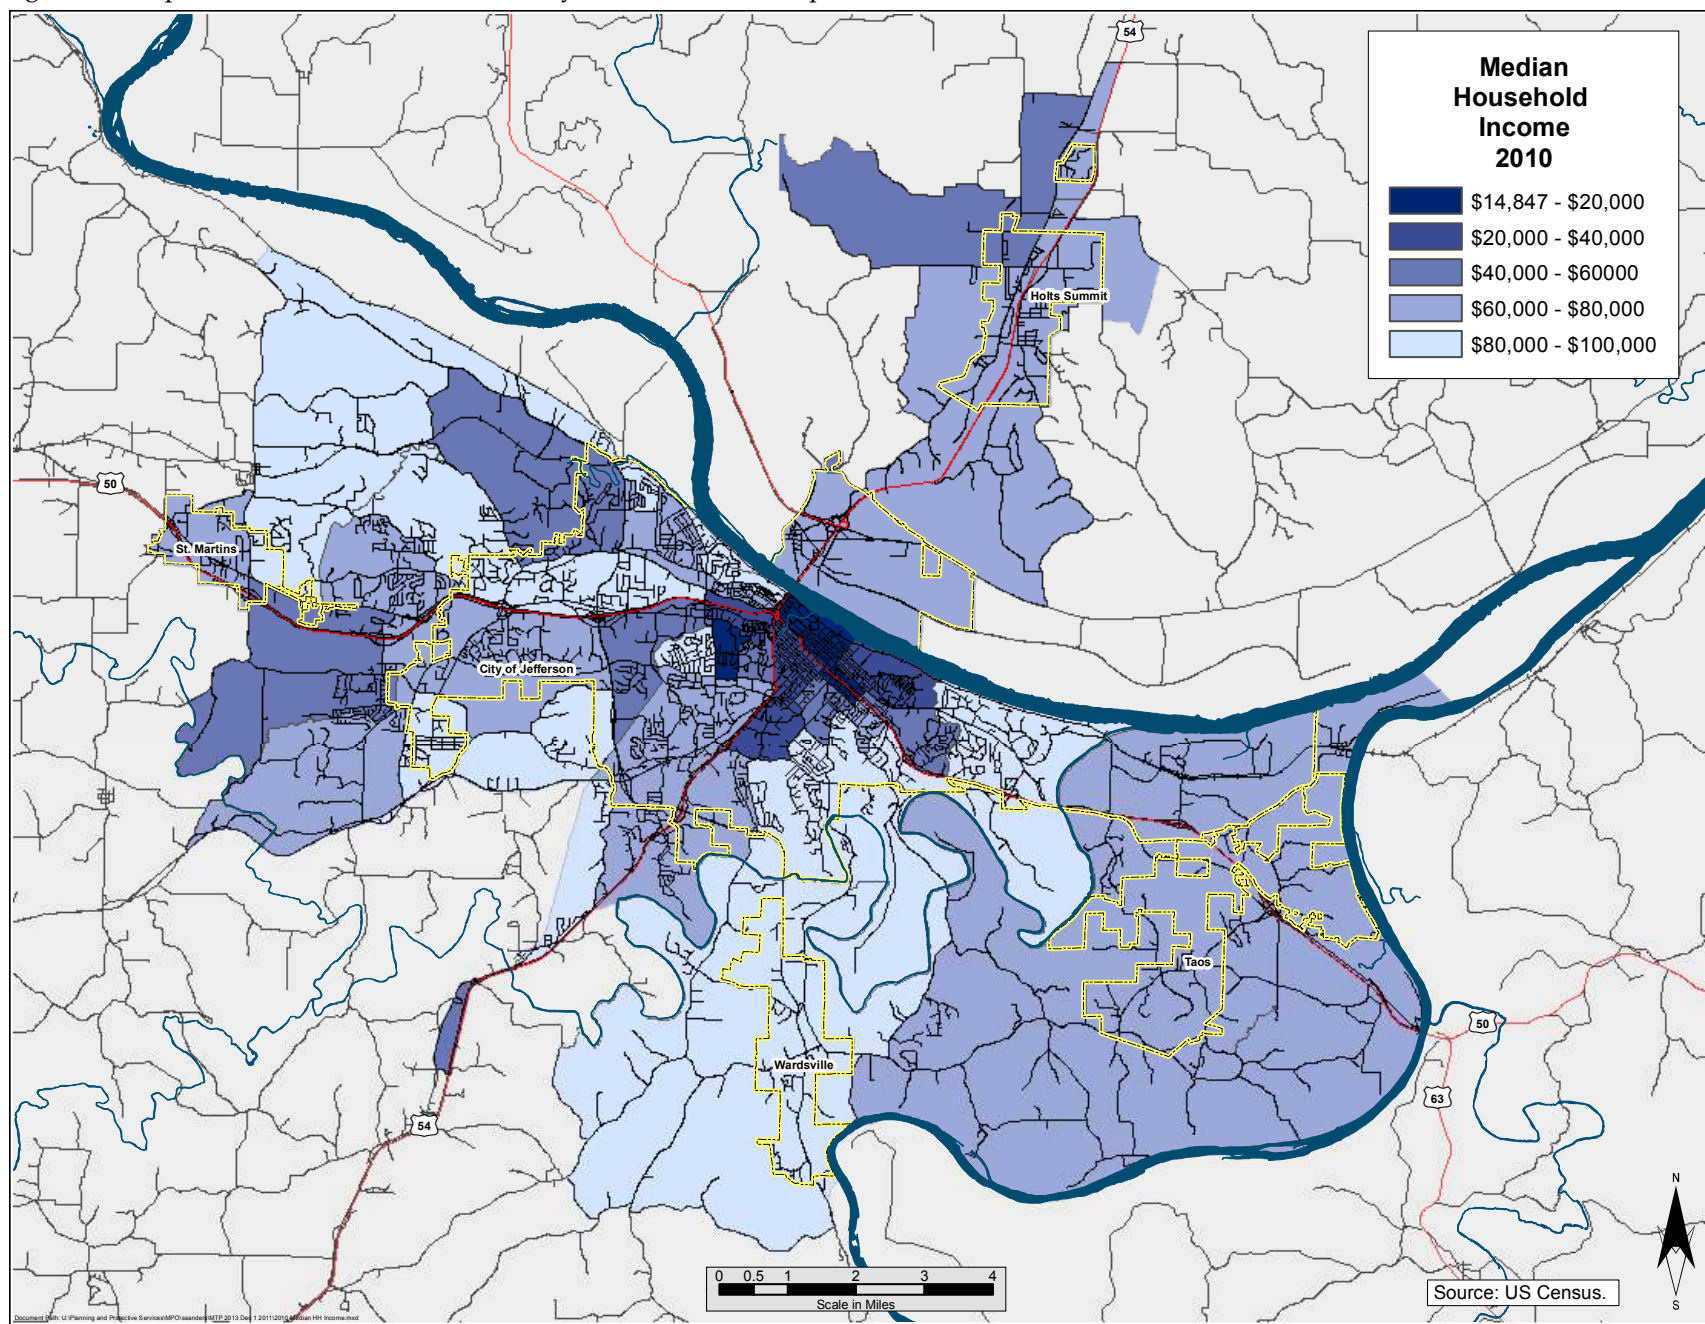 54
Median
Household
Income
2010
$14,847 - $20,000
$20,000 - $40,000
$40,000 - $60000
$60,000 - $80,000
$80,000 - $100,000
Holts Summit
50
St. Martins
City of Jefferson
Taos
50
Wardsville
63
54
N
S
0 0.5 1 2 3 4
Scale in Miles
Source: US Census.